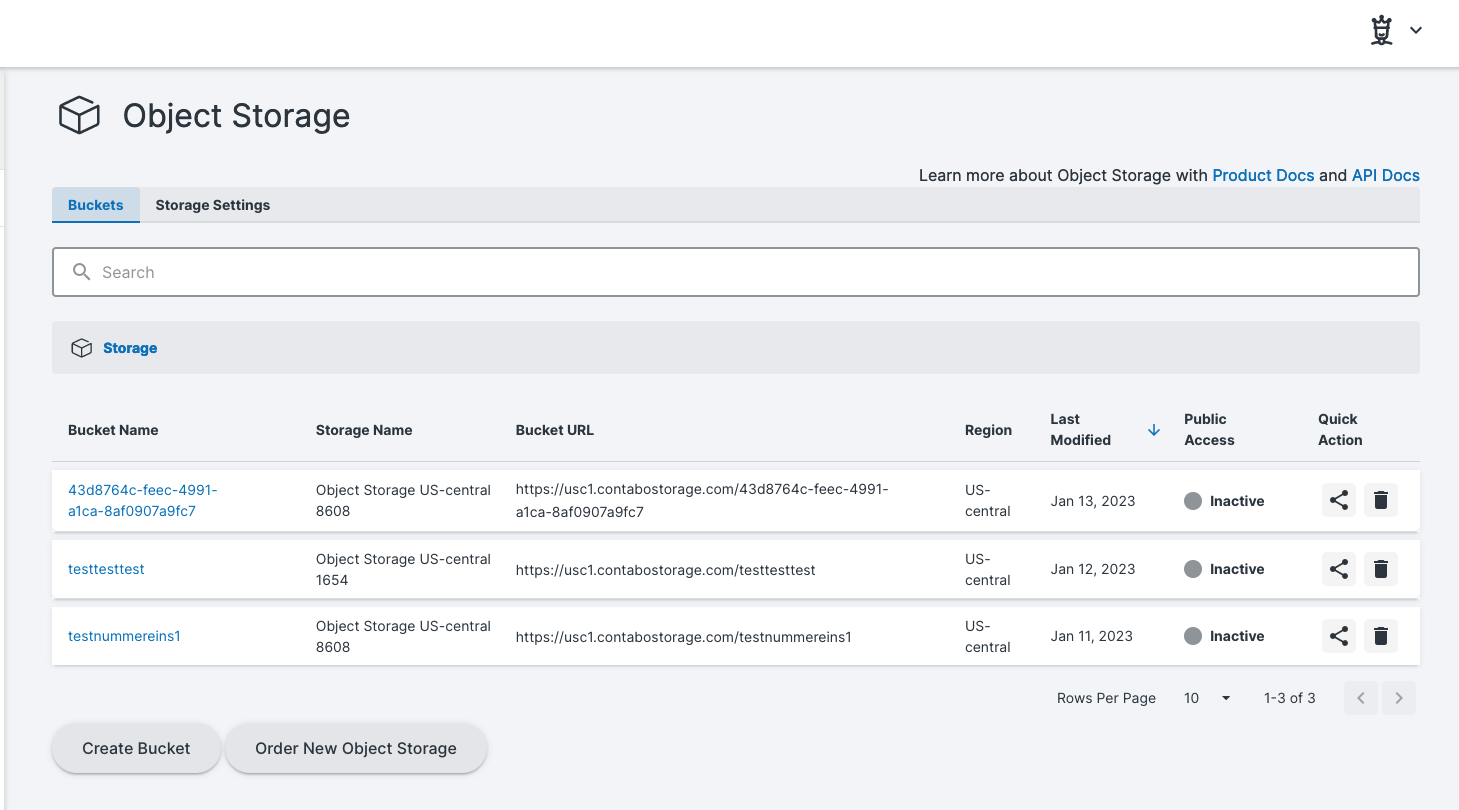 Object Storage
Learn more about Object Storage with Product Docs and API Docs
Buckets Storage Settings
Search
Storage
Bucket Name Storage Name Bucket URL Region Last Modified Public Access Quick Action
43d8764c-feec-4991-a1ca-8af0907a9fc7 Object Storage US-central 8608 https://usc1.contabostorage.com/43d8764c-feec-4991-a1ca-8af0907a9fc7 US-central Jan 13, 2023 Inactive
testtesttest Object Storage US-central 1654 https://usc1.contabostorage.com/testtesttest US-central Jan 12, 2023 Inactive
testnummereins1 Object Storage US-central 8608 https://usc1.contabostorage.com/testnummereins1 US-central Jan 11, 2023 Inactive
Rows Per Page 10 1-3 of 3
Create Bucket Order New Object Storage